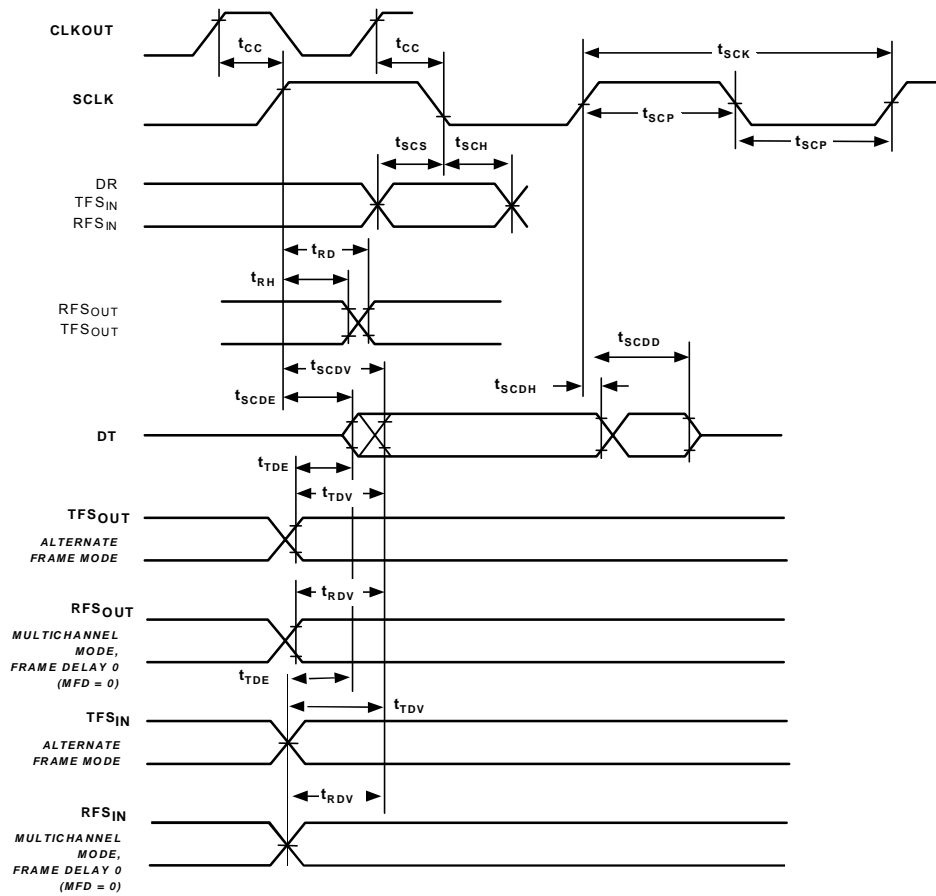 CLKOUT
tCC
tCC
tSCK
SCLK
tSCP
tSCP
tSCS
tSCH
DR
TFSIN
RFSIN
tRD
tRH
RFSOUT
TFSOUT
tSCDV
tSCDE
tSCDD
tSCDH
DT
tTDE
tTDV
TFSOUT
ALTERNATE
FRAME MODE
tRDV
RFSOUT
MULTICHANNEL
MODE,
FRAME DELAY 0
(MFD = 0)
tTDE
tTDV
TFSIN
ALTERNATE
FRAME MODE
tRDV
RFSIN
MULTICHANNEL
MODE,
FRAME DELAY 0
(MFD = 0)